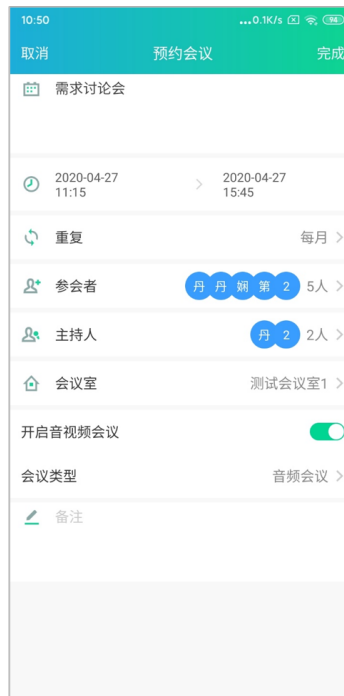 10:50 ...0.1K/s 94
取消 预约会议 完成
需求讨论会
2020-04-27 2020-04-27
11:15 > 15:45
重复 每月 >
参会者 丹 丹 娴 第 2 5人 >
主持人 丹 2 2人 >
会议室 测试会议室1 >
开启音视频会议
会议类型 音频会议 >
备注